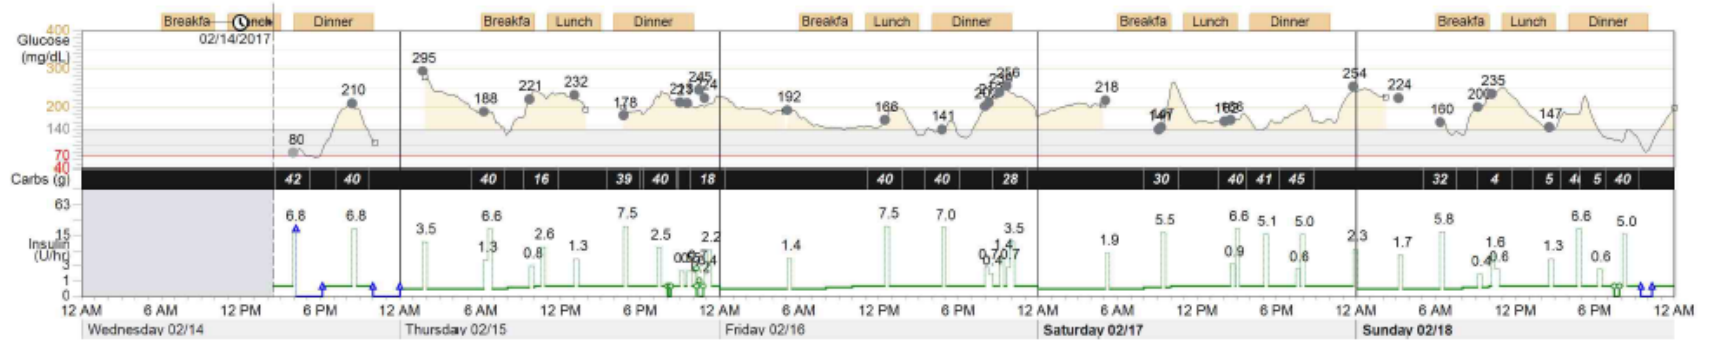 Breakfa Lunch Dinner Breakfa Lunch Dinner Breakfa Lunch Dinner Breakfa Lunch Dinner Breakfa Lunch Dinner
400
02/14/2017
Glucose
(mg/dL)
300
200
140
70
40
295 245 256 254
210 188 221 232 178 224 192 166 141 218 224 160 235 147
80
Carbs (g) 42 40 40 16 39 40 18 40 40 28 30 40 41 45 32 4 5 5 40
63
15
Insulin
(U/hr)
3
1
0
6.8 6.8 3.5 6.6 1.3 0.8 2.6 1.3 7.5 2.5 2.2 1.4 7.5 7.0 1.4 0.4 0.7 3.5 1.9 5.5 0.9 6.6 5.1 0.6 5.0 2.3 1.7 5.8 0.4 1.6 0.6 1.3 6.6 0.6 5.0
12 AM 6 AM 12 PM 6 PM 12 AM 6 AM 12 PM 6 PM 12 AM 6 AM 12 PM 6 PM 12 AM 6 AM 12 PM 6 PM 12 AM 6 AM 12 PM 6 PM 12 AM
Wednesday 02/14 Thursday 02/15 Friday 02/16 Saturday 02/17 Sunday 02/18